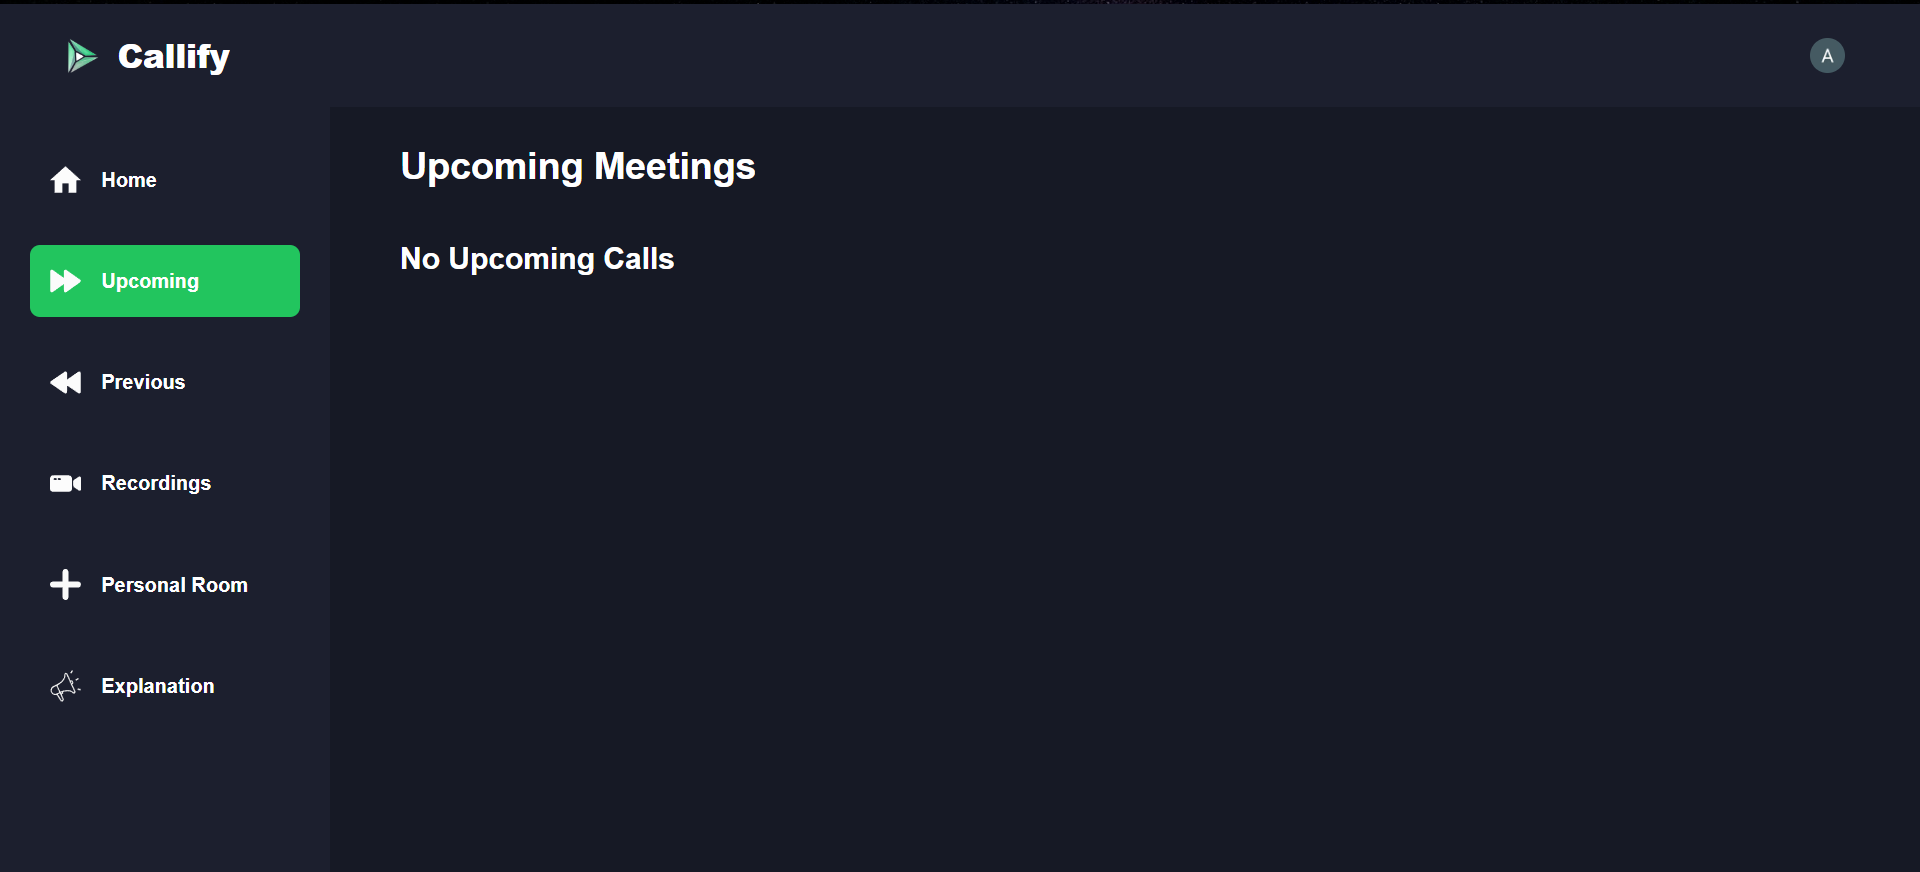 Callify
A
Home
Upcoming
Previous
Recordings
Personal Room
Explanation
Upcoming Meetings
No Upcoming Calls